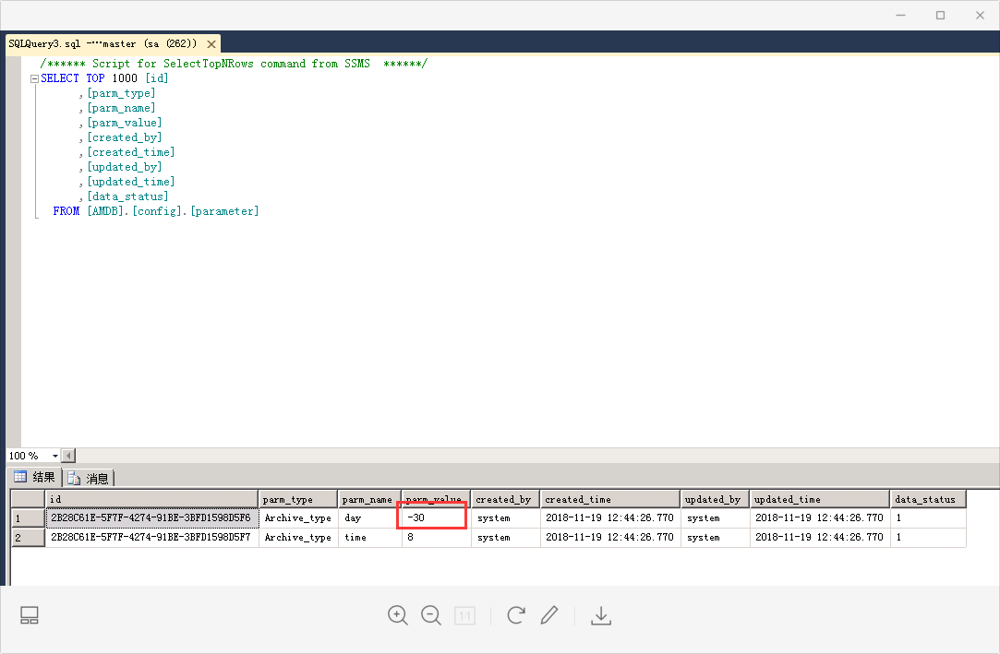 SQLQuery3.sql -···master (sa (262))
/****** Script for SelectTopNRows command from SSMS  ******/
SELECT TOP 1000 [id]
,[parm_type]
,[parm_name]
,[parm_value]
,[created_by]
,[created_time]
,[updated_by]
,[updated_time]
,[data_status]
FROM [AMDB].[config].[parameter]
100 %
结果 消息
id parm_type parm_name parm_value created_by created_time updated_by updated_time data_status
1 2B28C61E-5F7F-4274-91BE-3BFD1598D5F6 Archive_type day -30 system 2018-11-19 12:44:26.770 system 2018-11-19 12:44:26.770 1
2 2B28C61E-5F7F-4274-91BE-3BFD1598D5F7 Archive_type time 8 system 2018-11-19 12:44:26.770 system 2018-11-19 12:44:26.770 1
1:1